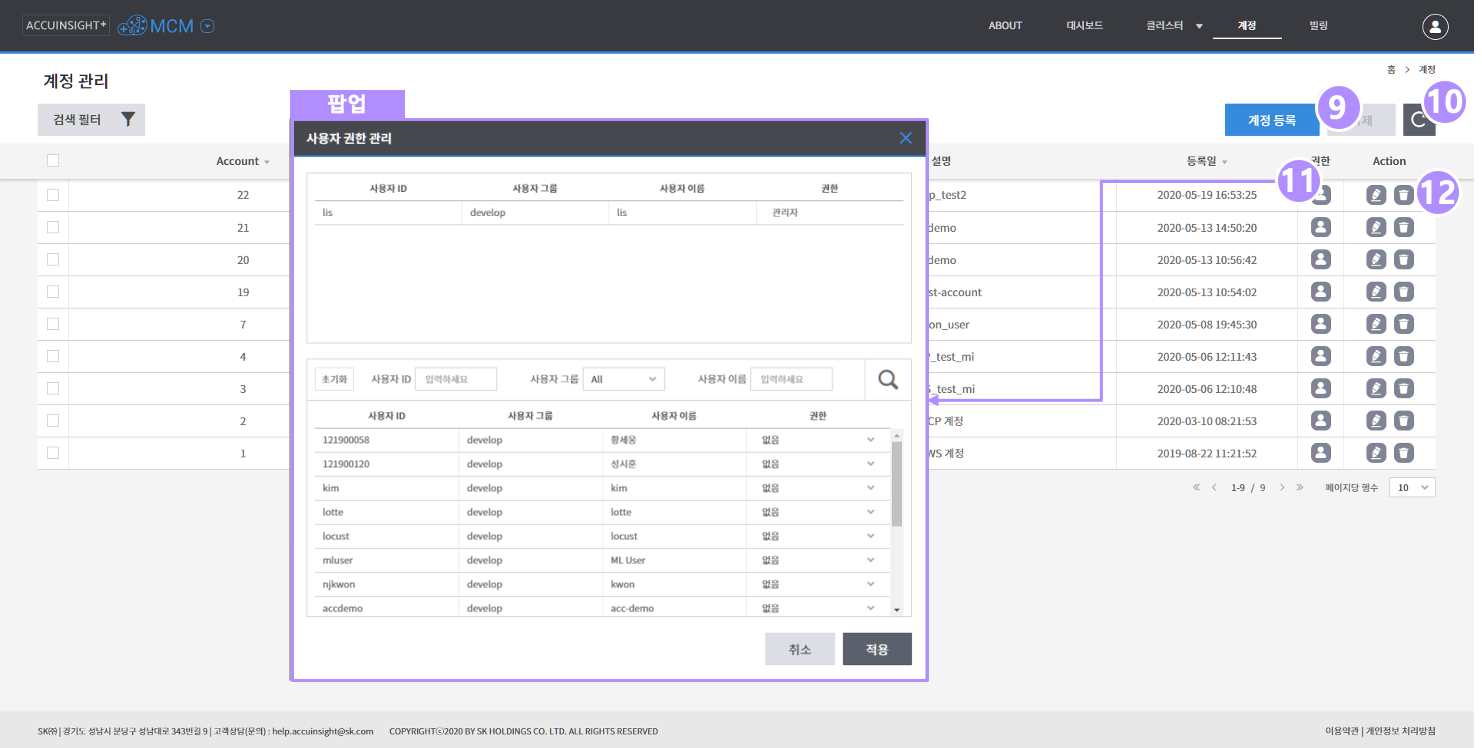 ACCUINSIGHT+ MCM ABOUT 대시보드 클러스터 계정 빌링
홈 > 계정
계정 관리
팝업
9
10
검색 필터
계정 등록
사용자 권한 관리
Account
설명
등록일
권한
Action
11
12
22
p_test2 2020-05-19 16:53:25
21
demo 2020-05-13 14:50:20
20
demo 2020-05-13 10:56:42
19
st-account 2020-05-13 10:54:02
7
on_user 2020-05-08 19:45:30
4
_test_mi 2020-05-06 12:11:43
3
_test_mi 2020-05-06 12:10:48
2
CP 계정 2020-03-10 08:21:53
1
WS 계정 2019-08-22 11:21:52
사용자 ID 사용자 그룹 사용자 이름 권한
lis develop lis 관리자
초기화 사용자 ID 입력하세요 사용자 그룹 All 사용자 이름 입력하세요
사용자 ID 사용자 그룹 사용자 이름 권한
121900058 develop 황세웅 없음
121900120 develop 성시훈 없음
kim develop kim 없음
lotte develop lotte 없음
locust develop locust 없음
mluser develop ML User 없음
njkwon develop kwon 없음
accdemo develop acc-demo 없음
취소 적용
« < 1-9 / 9 > » 페이지당 행수 10
SK㈜ | 경기도 성남시 분당구 성남대로 343번길 9 | 고객상담(문의) : help.accuinsight@sk.com COPYRIGHTⓒ2020 BY SK HOLDINGS CO. LTD. ALL RIGHTS RESERVED 이용약관 | 개인정보 처리방침